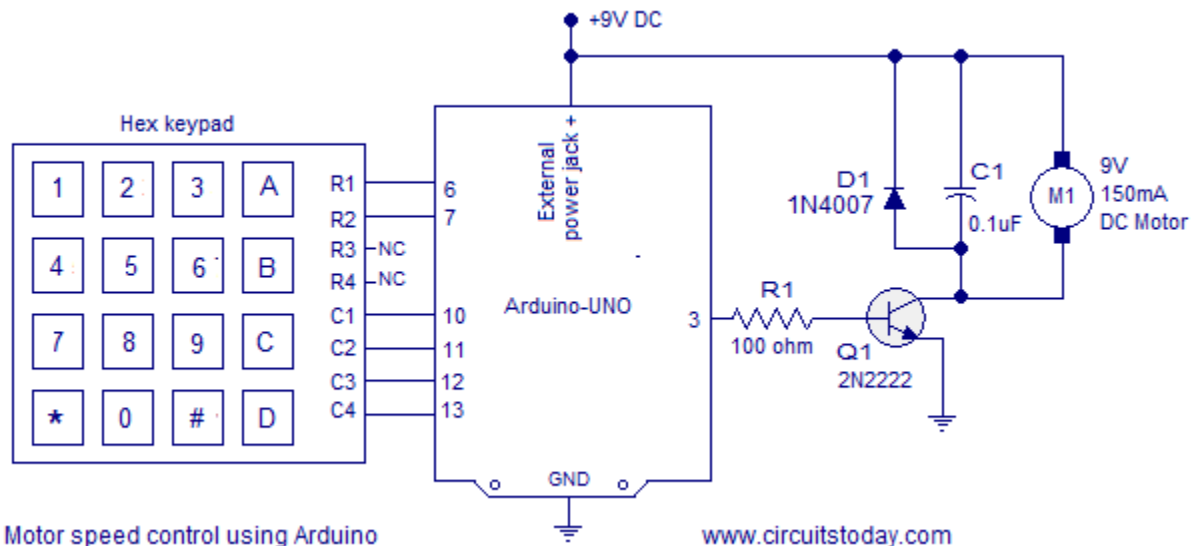 +9V DC
Hex keypad
1 2 3 A
4 5 6 B
7 8 9 C
* 0 # D
R1
R2
R3 NC
R4 NC
C1
C2
C3
C4
6
7
10
11
12
13
External
power jack +
Arduino-UNO
GND
3
R1
100 ohm
Q1
2N2222
D1
1N4007
C1
0.1uF
M1
9V
150mA
DC Motor
Motor speed control using Arduino
www.circuitstoday.com